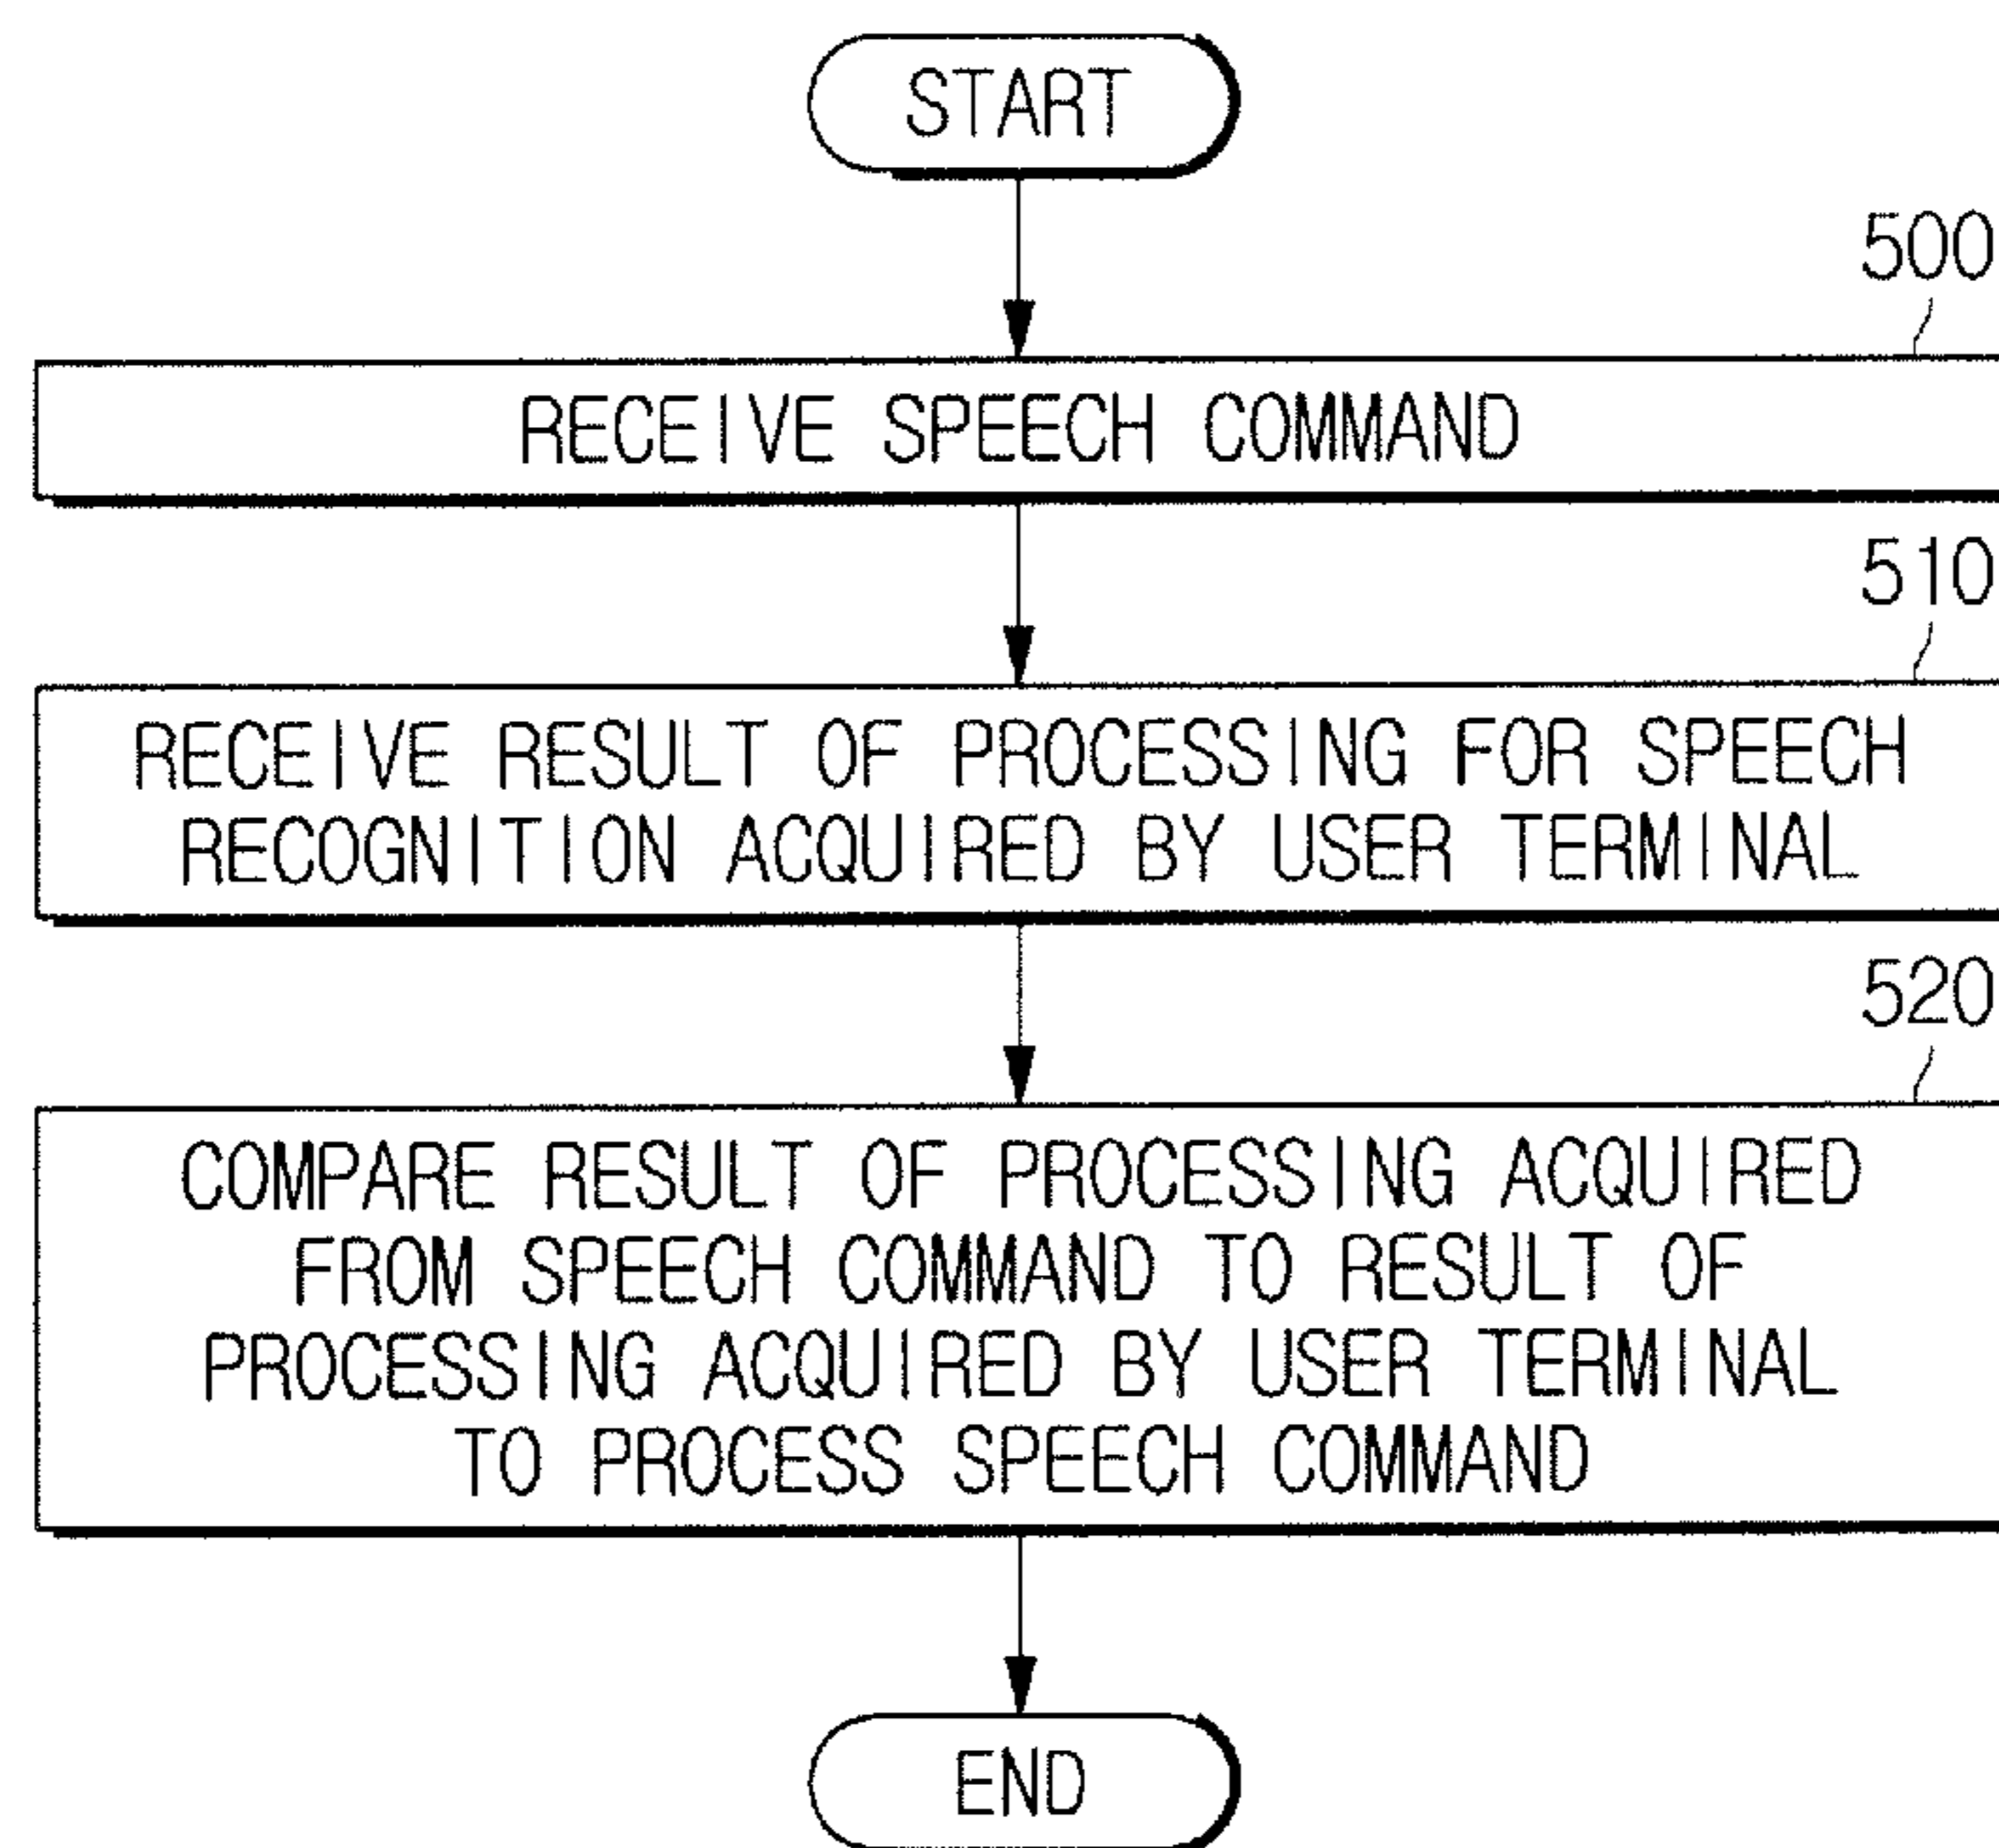 START
500
RECEIVE SPEECH COMMAND
510
RECEIVE RESULT OF PROCESSING FOR SPEECH
RECOGNITION ACQUIRED BY USER TERMINAL
520
COMPARE RESULT OF PROCESSING ACQUIRED
FROM SPEECH COMMAND TO RESULT OF
PROCESSING ACQUIRED BY USER TERMINAL
TO PROCESS SPEECH COMMAND
END